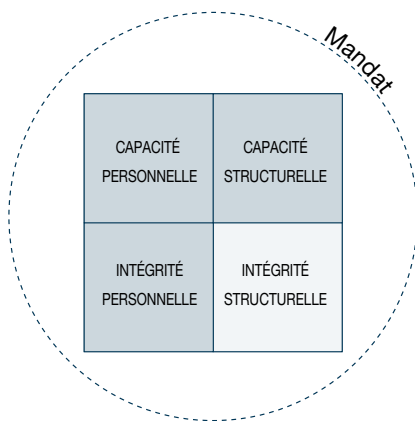 Mandat
CAPACITÉ
PERSONNELLE
CAPACITÉ
STRUCTURELLE
INTÉGRITÉ
PERSONNELLE
INTÉGRITÉ
STRUCTURELLE